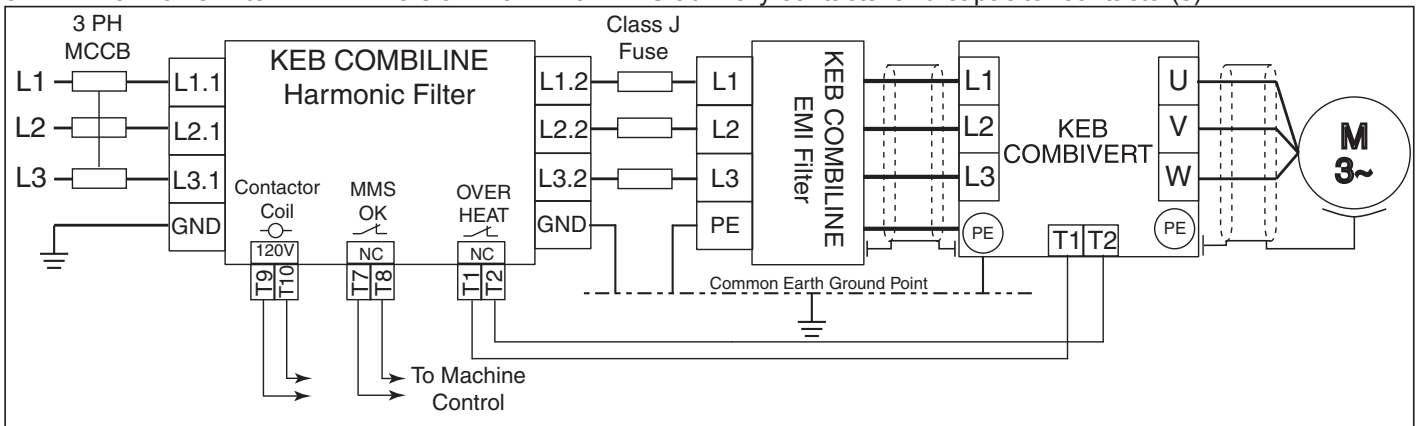 3 PH
MCCB
L1
L2
L3
L1.1
L2.1
L3.1
GND
KEB COMBILINE
Harmonic Filter
Contactor
Coil
120V
T9
T10
MMS
OK
NC
T7
T8
OVER
HEAT
NC
T1
T2
L1.2
L2.2
L3.2
GND
Class J
Fuse
L1
L2
L3
PE
KEB COMBILINE
EMI Filter
L1
L2
L3
PE
KEB
COMBIVERT
T1
T2
U
V
W
PE
M
3~
Common Earth Ground Point
To Machine
Control